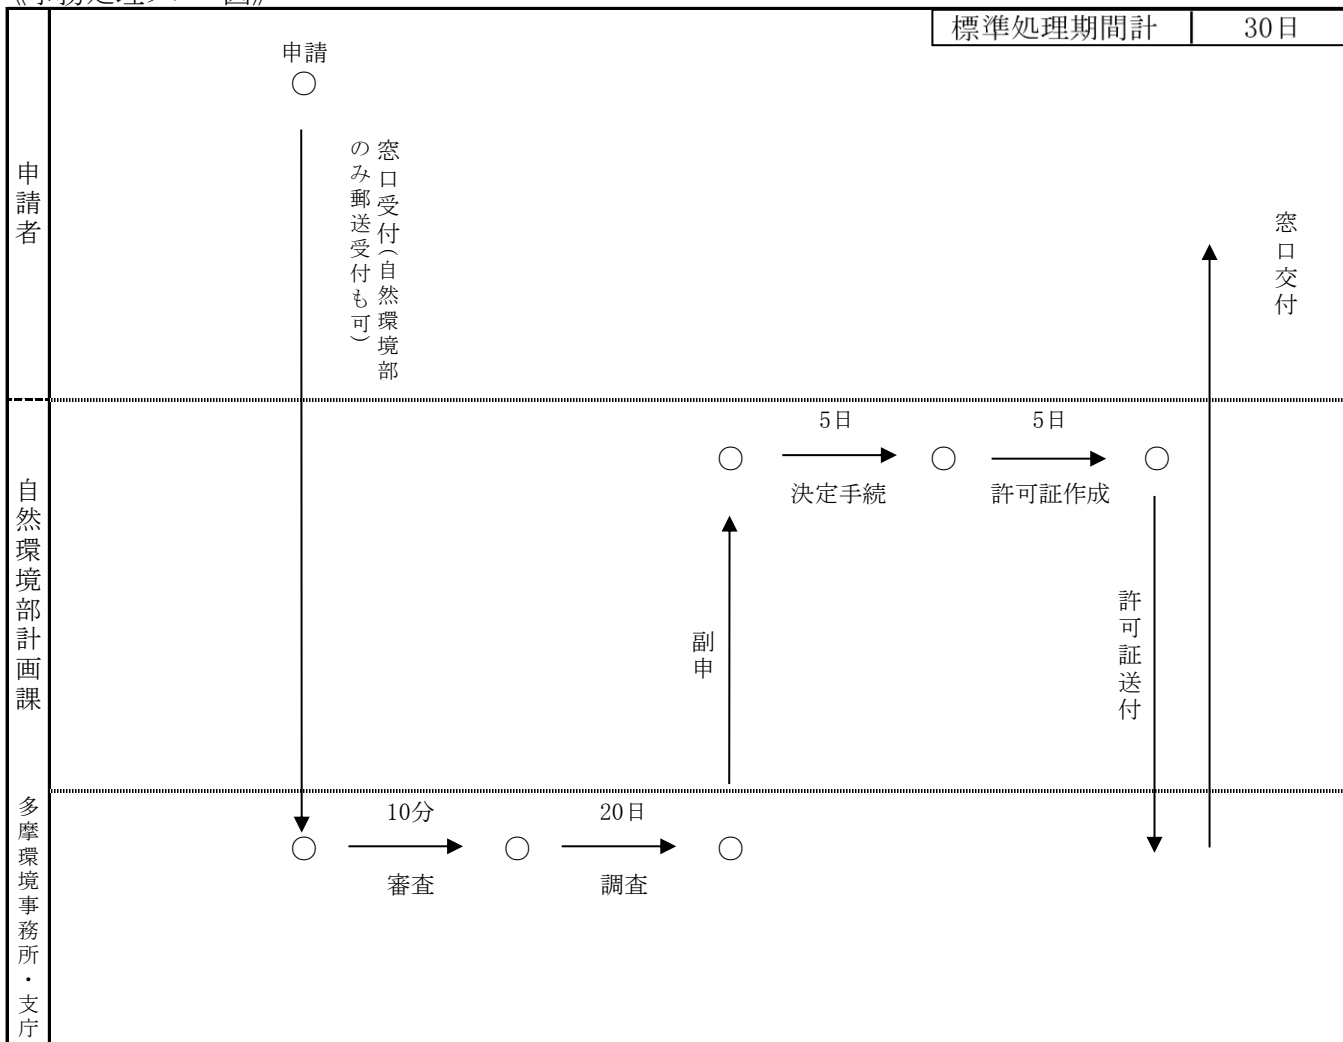 標準処理期間計 30日
申請
窓口受付(自然環境部
のみ郵送受付も可)
窓口交付
申請者
5日
5日
決定手続
許可証作成
自然環境部計画課
副申
許可証送付
10分
20日
審査
調査
多摩環境事務所・支庁